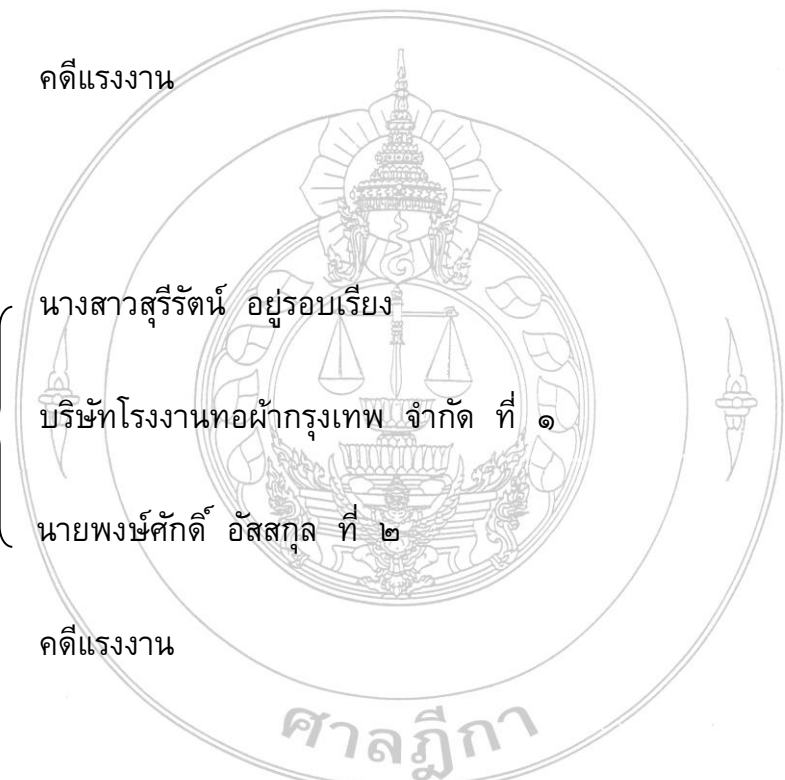 คดีแรงงาน
นางสาวสุรีรัตน์ อยู่รอบเรียง
บริษัทโรงงานทอผ้ากรุงเทพ จำกัด ที่ ๑
นายพงษ์ศักดิ์ อัสสกุล ที่ ๒
คดีแรงงาน
ศาลฎีกา